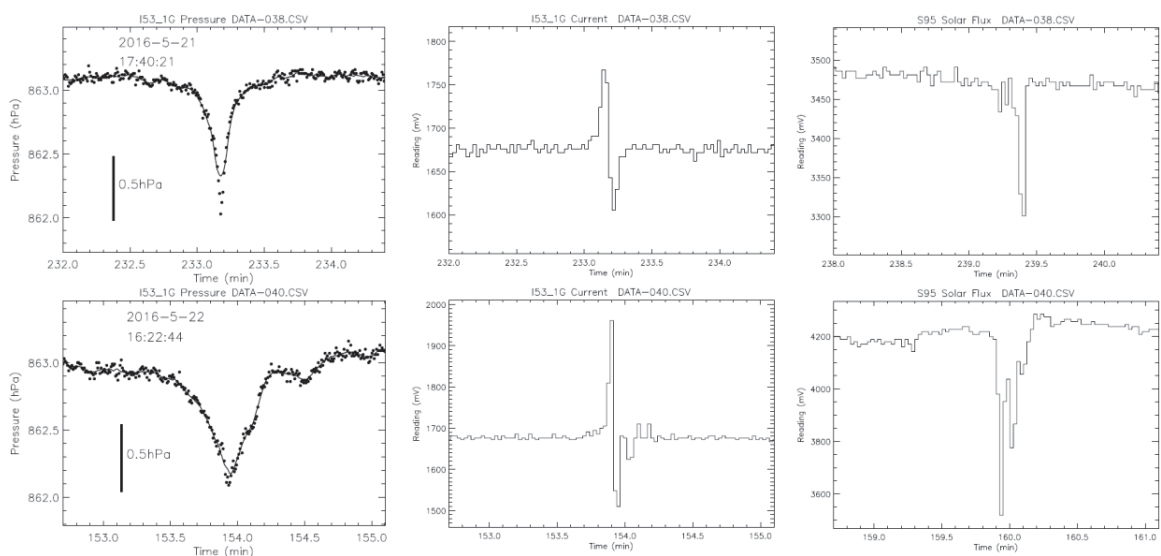 I53_1G Pressure DATA-038.CSV
2016-5-21
17:40:21
863.0
862.5
862.0
0.5hPa
Pressure (hPa)
232.0 232.5 233.0 233.5 234.0
Time (min)
I53_1G Current DATA-038.CSV
1800
1750
1700
1650
1600
Reading (mV)
232.0 232.5 233.0 233.5 234.0
Time (min)
S95 Solar Flux DATA-038.CSV
3500
3450
3400
3350
3300
Reading (mV)
238.0 238.5 239.0 239.5 240.0
Time (min)
I53_1G Pressure DATA-040.CSV
2016-5-22
16:22:44
863.0
862.5
862.0
0.5hPa
Pressure (hPa)
153.0 153.5 154.0 154.5 155.0
Time (min)
I53_1G Current DATA-040.CSV
2000
1900
1800
1700
1600
1500
Reading (mV)
153.0 153.5 154.0 154.5 155.0
Time (min)
S95 Solar Flux DATA-040.CSV
4200
4000
3800
3600
Reading (mV)
159.0 159.5 160.0 160.5 161.0
Time (min)